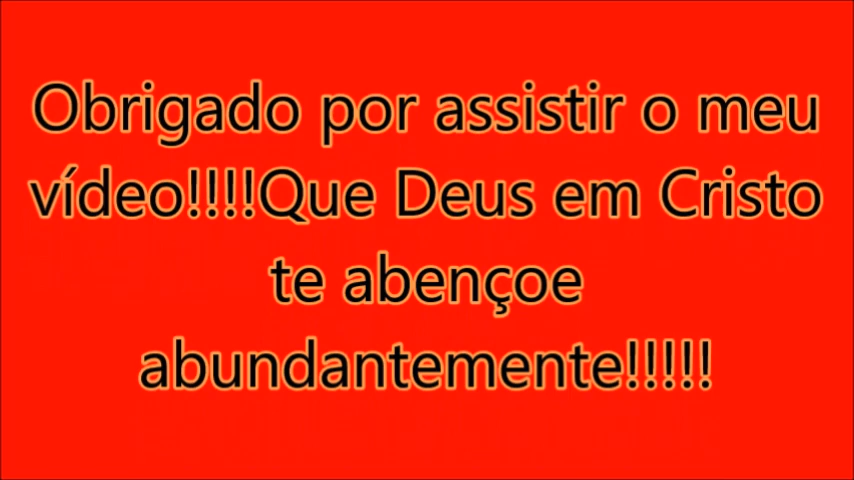 Obrigado por assistir o meu
vídeo!!!!Que Deus em Cristo
te abençoe
abundantemente!!!!!